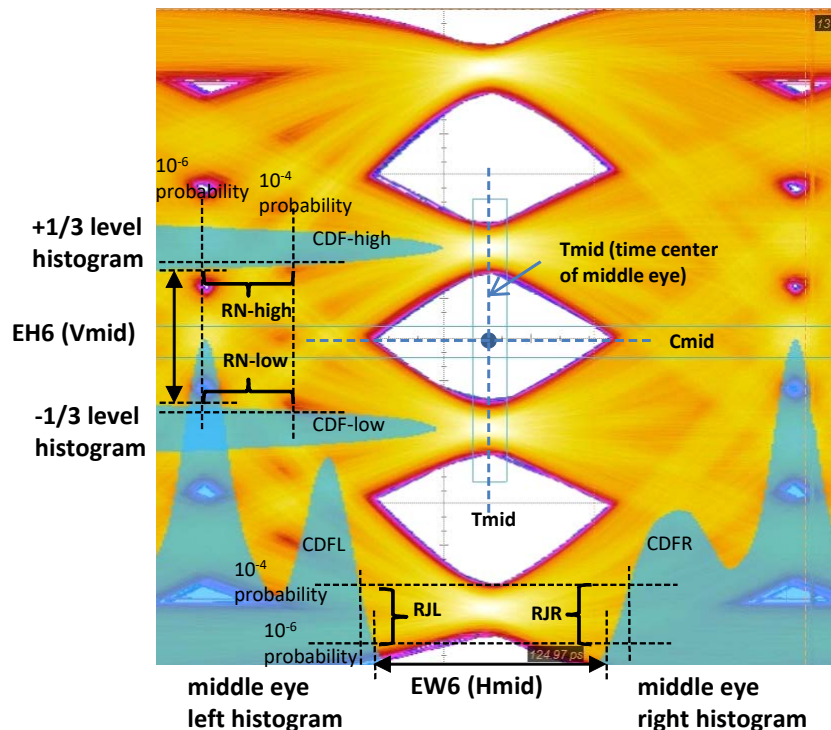 13
10-6
probability
10-4
probability
+1/3 level
histogram
CDF-high
Tmid (time center
of middle eye)
RN-high
EH6 (Vmid)
RN-low
Cmid
-1/3 level
histogram
CDF-low
Tmid
CDFL
CDFR
10-4
probability
RJL
RJR
10-6
probability
124.97 ps
middle eye
left histogram
EW6 (Hmid)
middle eye
right histogram